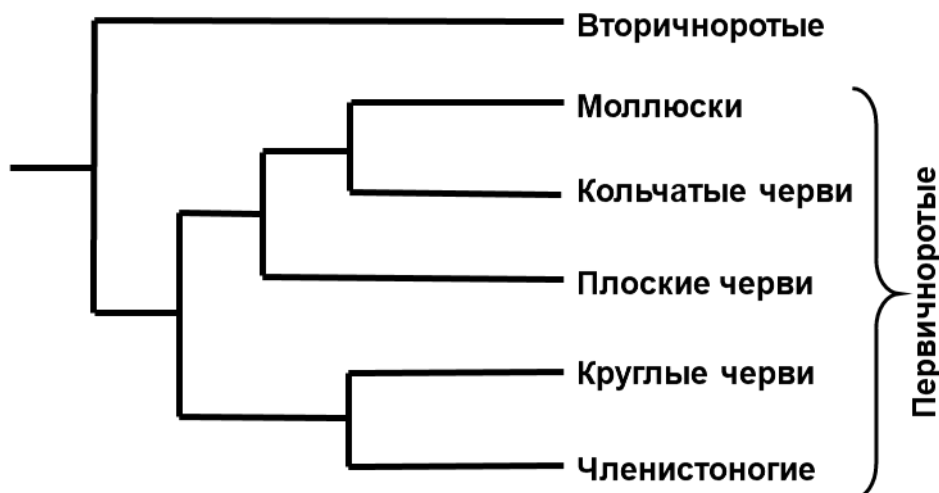 Вторичноротые
Моллюски
Кольчатые черви
Плоские черви
Круглые черви
Членистоногие
Первичноротые